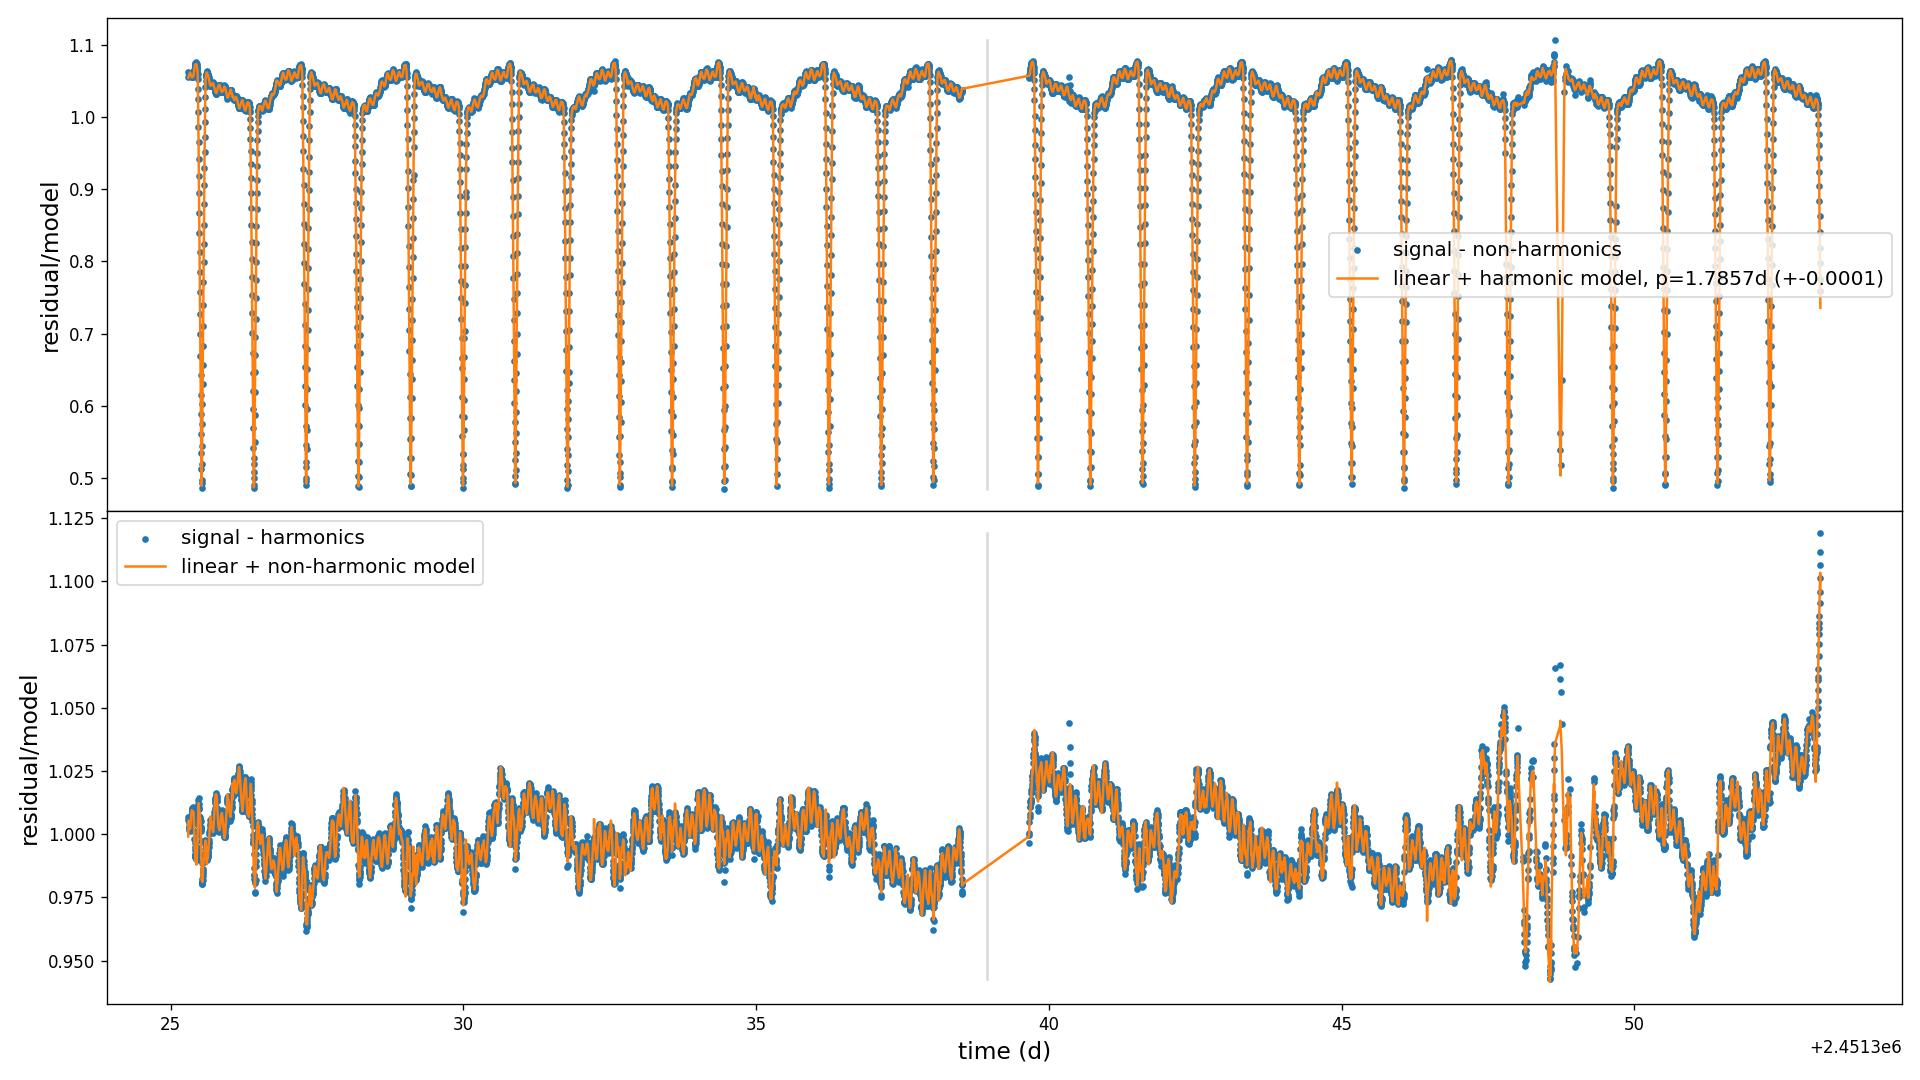 1.1
1.0
0.9
0.8
0.7
0.6
0.5
residual/model
signal - non-harmonics
linear + harmonic model, p=1.7857d (+-0.0001)
1.125
1.100
1.075
1.050
1.025
1.000
0.975
0.950
residual/model
signal - harmonics
linear + non-harmonic model
25 30 35 40 45 50
time (d)
+2.4513e6